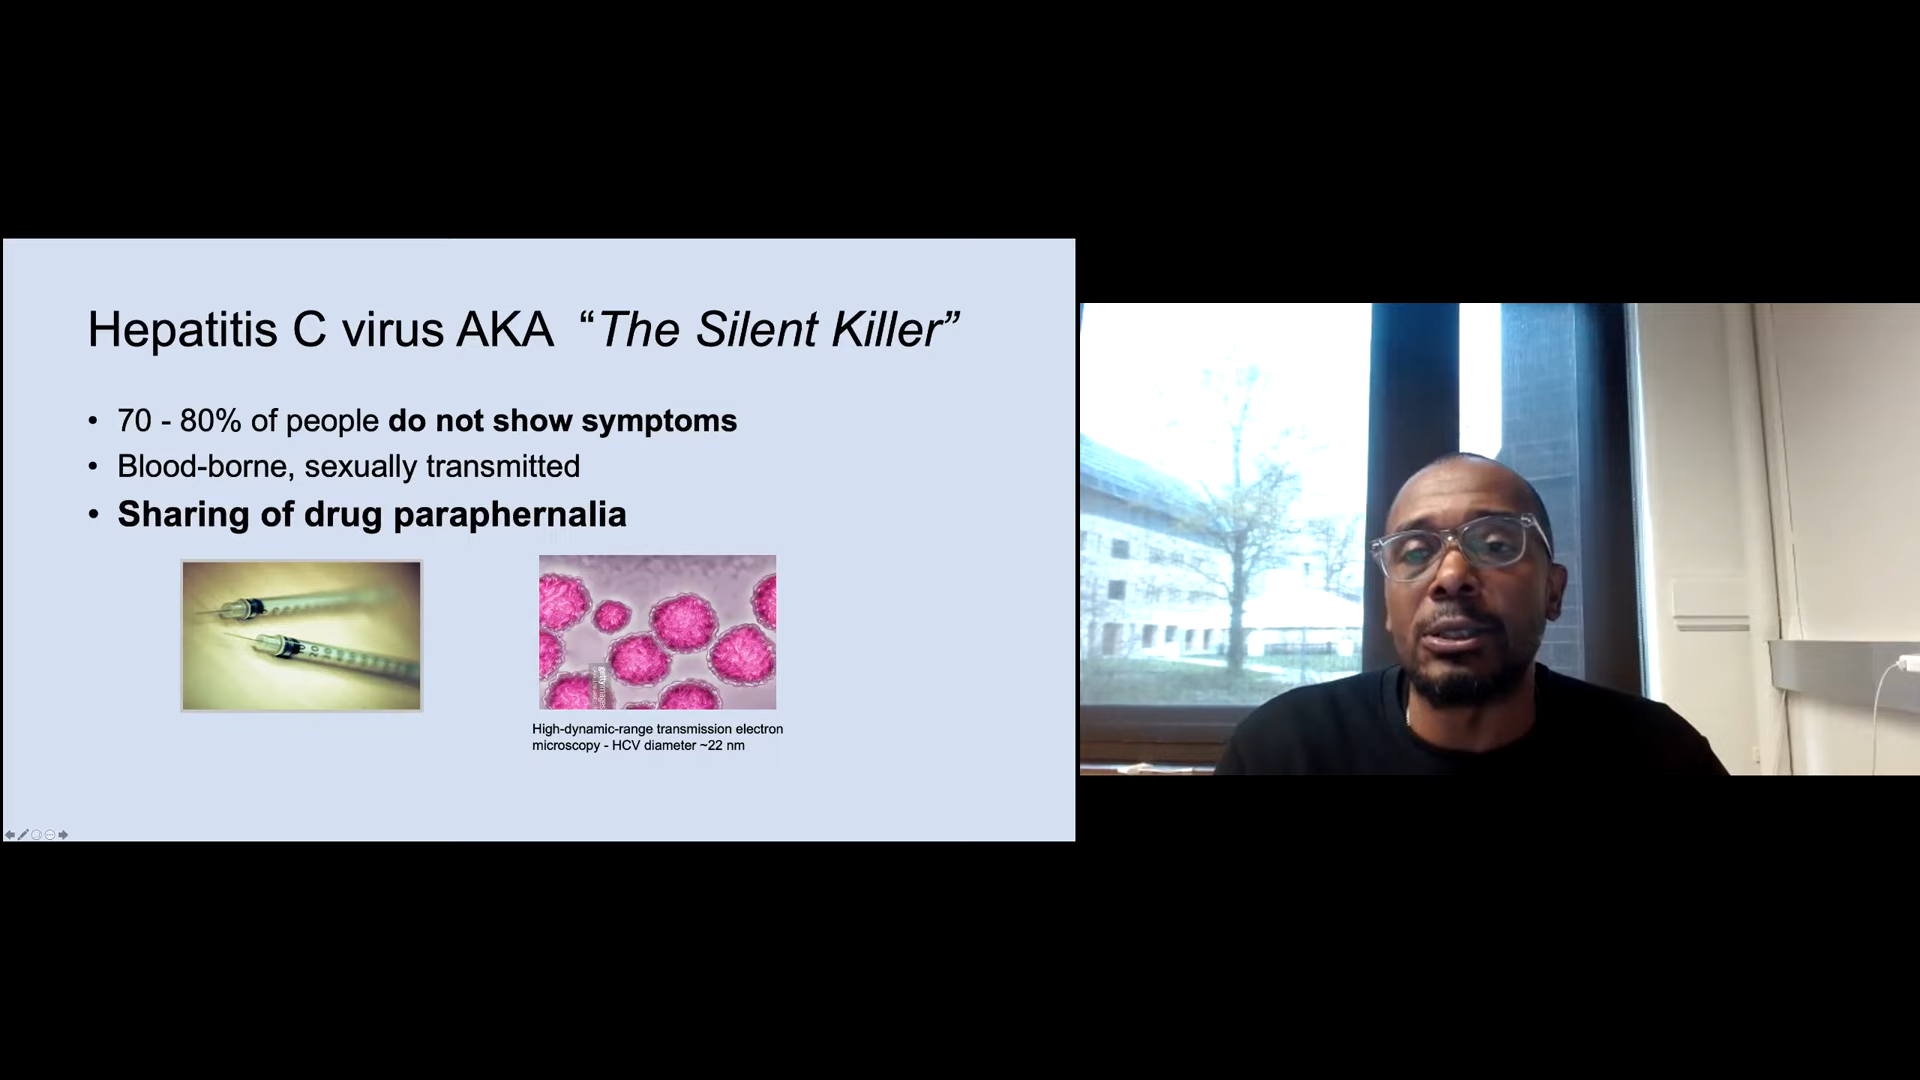 Hepatitis C virus AKA “The Silent Killer”
• 70 - 80% of people do not show symptoms
• Blood-borne, sexually transmitted
• Sharing of drug paraphernalia
High-dynamic-range transmission electron
microscopy - HCV diameter ~22 nm